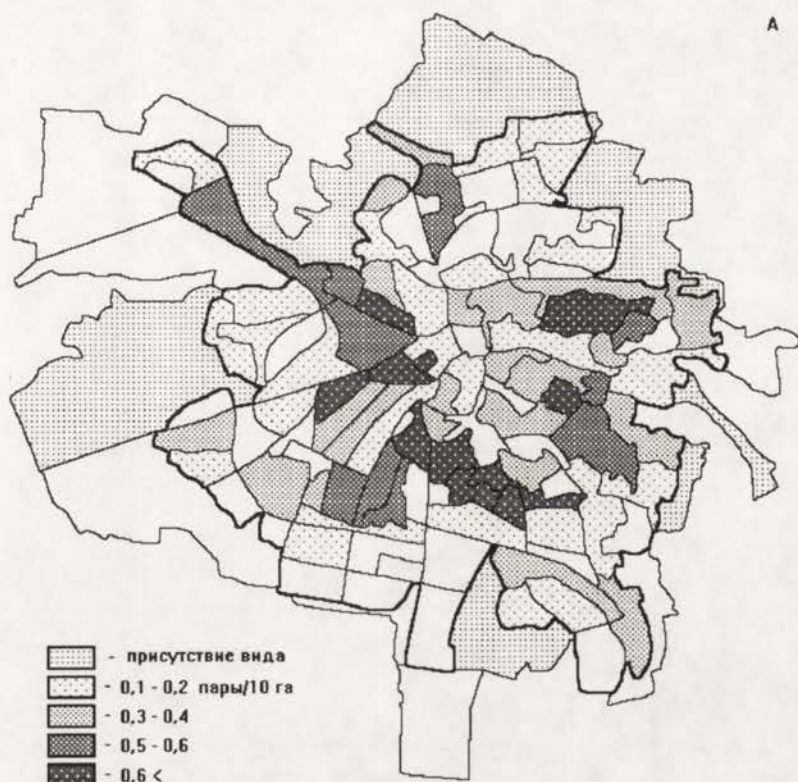 А
- присутствие вида
- 0,1 - 0,2 пары/10 га
- 0,3 - 0,4
- 0,5 - 0,6
- 0,6 <